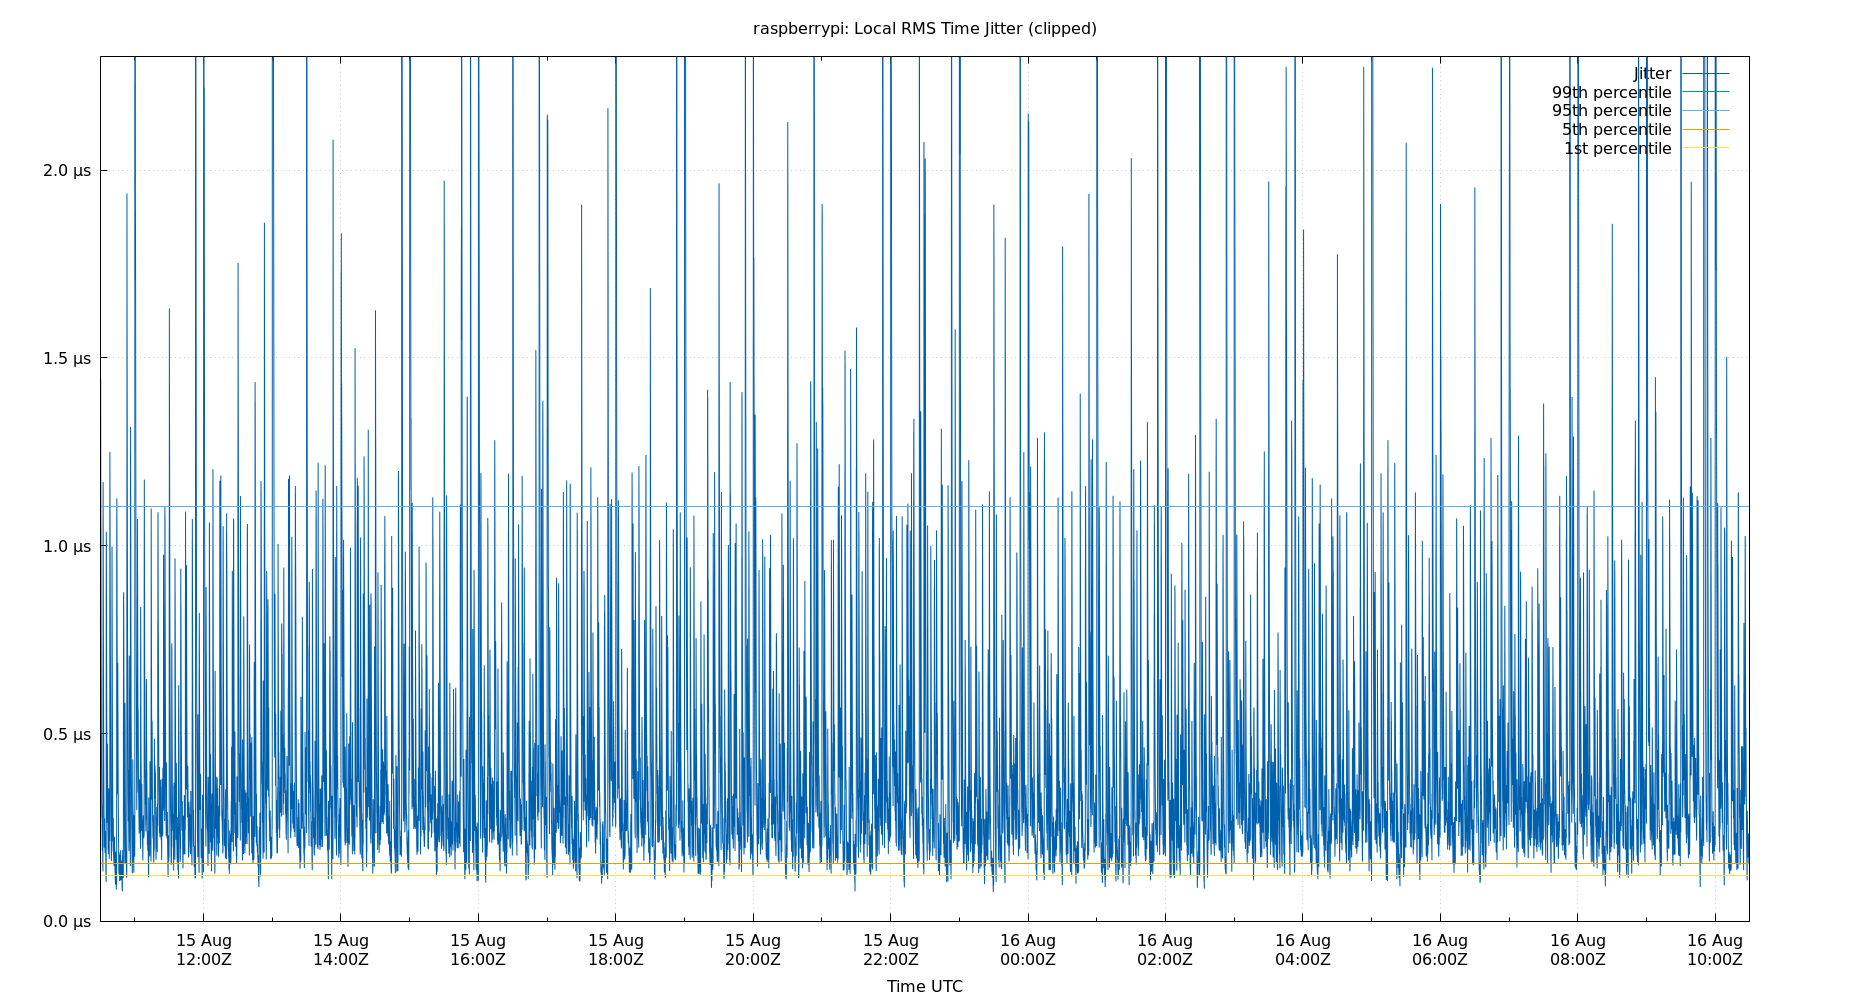 raspberrypi: Local RMS Time Jitter (clipped)
Jitter
99th percentile
95th percentile
5th percentile
1st percentile
2.0 µs
1.5 µs
1.0 µs
0.5 µs
0.0 µs
15 Aug 15 Aug 15 Aug 15 Aug 15 Aug 15 Aug 16 Aug 16 Aug 16 Aug 16 Aug 16 Aug 16 Aug
12:00Z 14:00Z 16:00Z 18:00Z 20:00Z 22:00Z 00:00Z 02:00Z 04:00Z 06:00Z 08:00Z 10:00Z
Time UTC